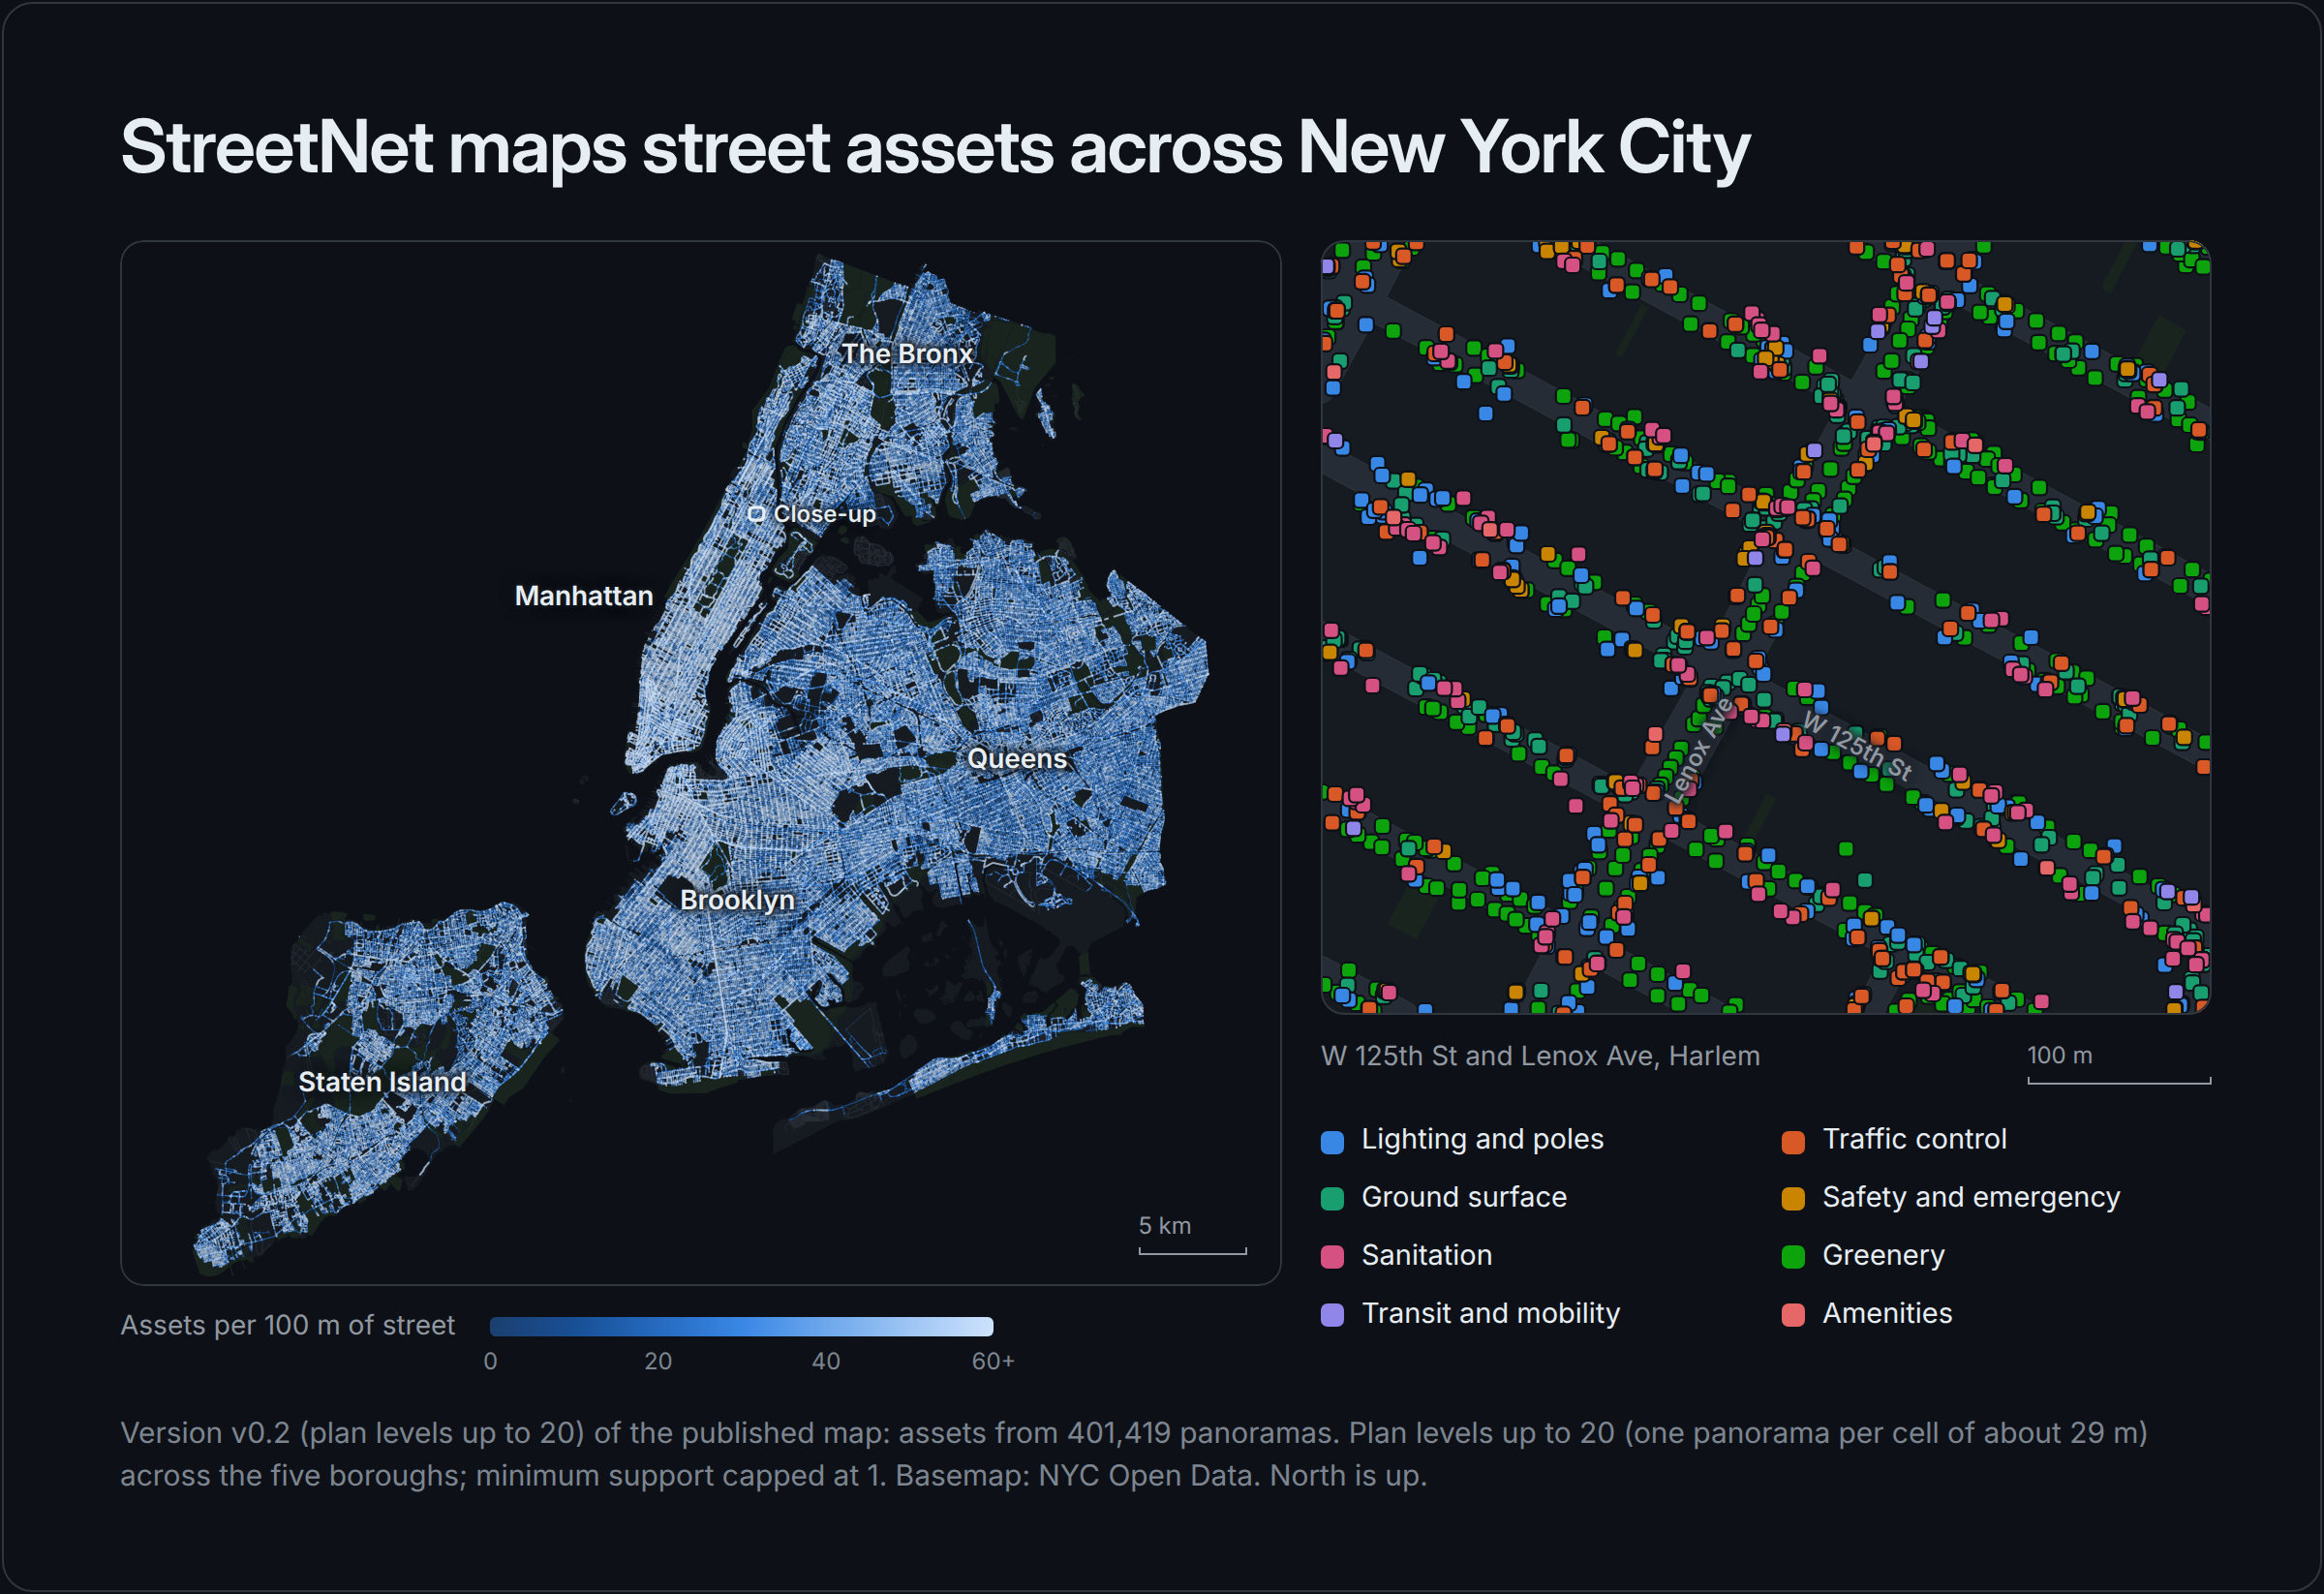 StreetNet maps street assets across New York City
The Bronx
Close-up
Manhattan
Queens
Brooklyn
Staten Island
5 km
Assets per 100 m of street
0 20 40 60+
Lenox Ave
W 125th St
W 125th St and Lenox Ave, Harlem
100 m
Lighting and poles
Traffic control
Ground surface
Safety and emergency
Sanitation
Greenery
Transit and mobility
Amenities
Version v0.2 (plan levels up to 20) of the published map: assets from 401,419 panoramas. Plan levels up to 20 (one panorama per cell of about 29 m)
across the five boroughs; minimum support capped at 1. Basemap: NYC Open Data. North is up.